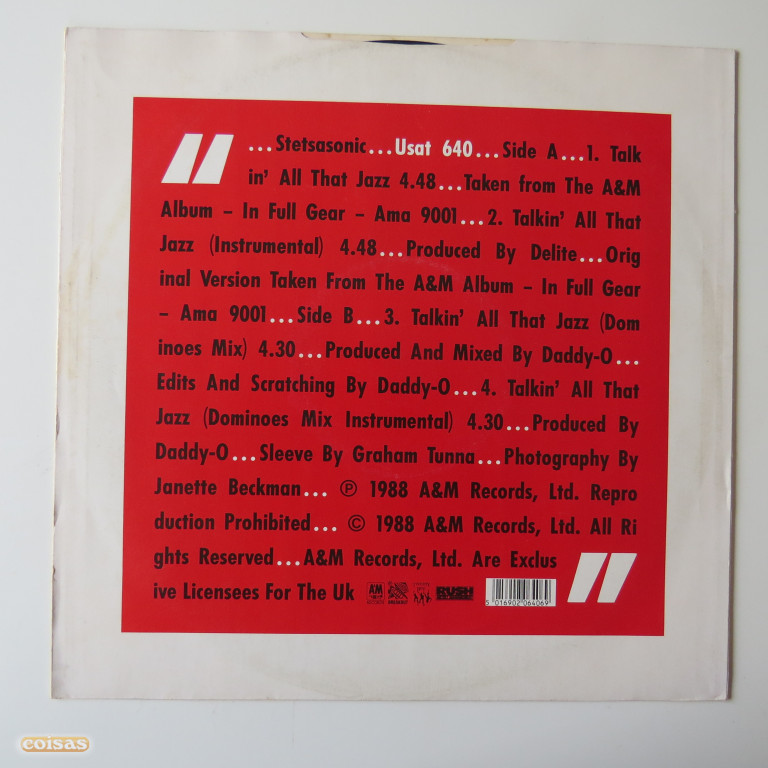 ...Stetsasonic...Usat 640...Side A...1. Talk
in' All That Jazz 4.48...Taken from The A&M
Album – In Full Gear – Ama 9001...2. Talkin' All That
Jazz (Instrumental) 4.48...Produced By Delite...Orig
inal Version Taken From The A&M Album – In Full Gear
– Ama 9001...Side B...3. Talkin' All That Jazz (Dom
inoes Mix) 4.30...Produced And Mixed By Daddy-O...
Edits And Scratching By Daddy-O...4. Talkin' All That
Jazz (Dominoes Mix Instrumental) 4.30...Produced By
Daddy-O...Sleeve By Graham Tunna...Photography By
Janette Beckman... ℗ 1988 A&M Records, Ltd. Repro
duction Prohibited... © 1988 A&M Records, Ltd. All Ri
ghts Reserved...A&M Records, Ltd. Are Exclus
ive Licensees For The Uk
A&M
BREAKOUT
RUSH
5 016902 064069
coisas